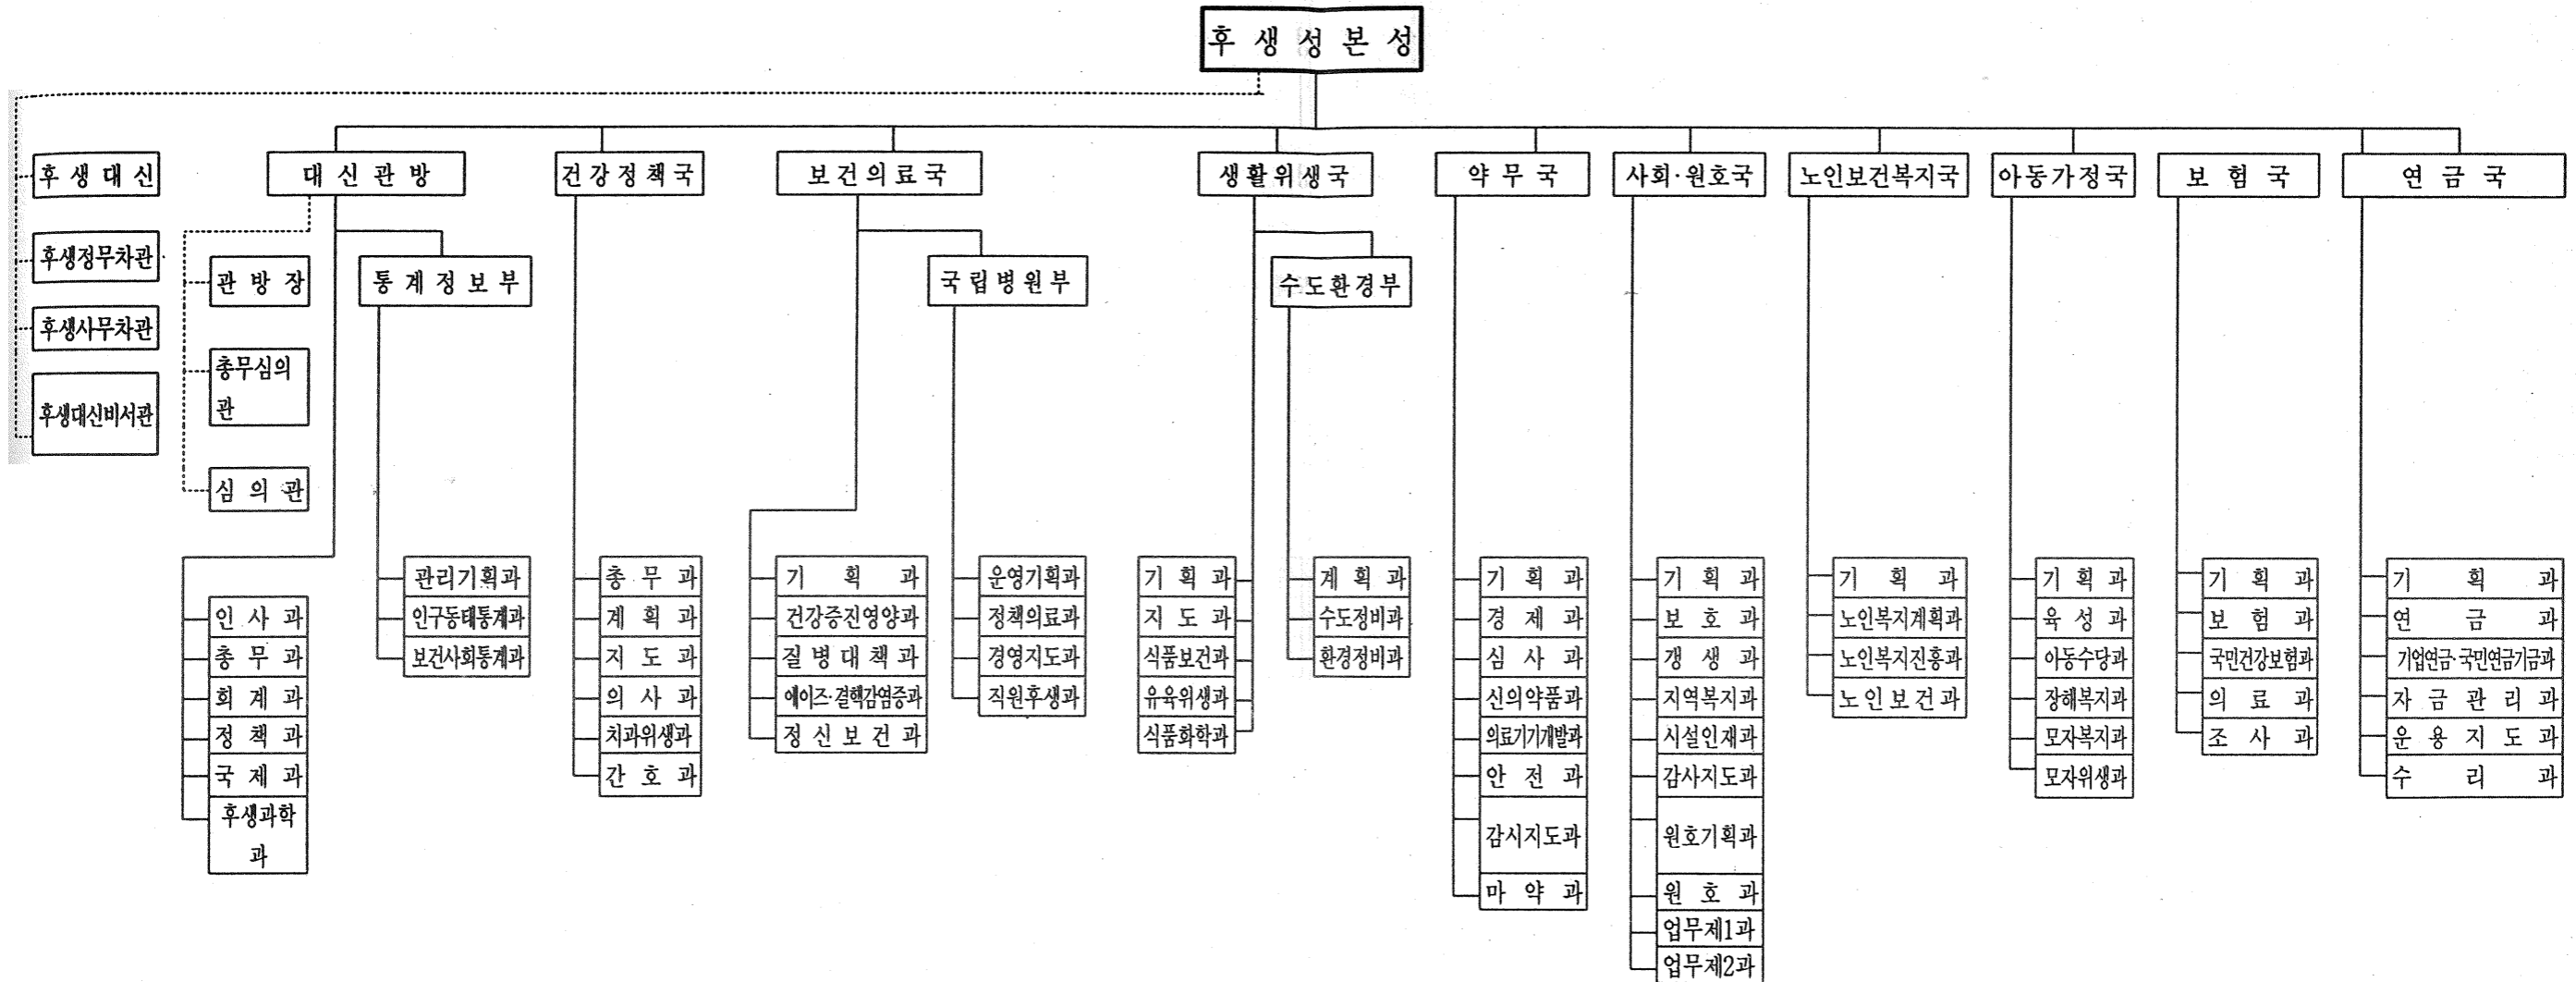 후생성본성
후생대신
후생정무차관
후생사무차관
후생대신비서관
대신관방
관방장
총무심의
관
심의관
인사과
총무과
회계과
정책과
국제과
후생과학
과
통계정보부
관리기획과
인구동태통계과
보건사회통계과
건강정책국
총무과
계획과
지도과
의사과
치과위생과
간호과
보건의료국
기획과
건강증진영양과
질병대책과
에이즈·결핵감염증과
정신보건과
국립병원부
운영기획과
정책의료과
경영지도과
직원후생과
생활위생국
기획과
지도과
식품보건과
유육위생과
식품화학과
수도환경부
계획과
수도정비과
환경정비과
약무국
기획과
경제과
심사과
신의약품과
의료기기개발과
안전과
감시지도과
마약과
사회·원호국
기획과
보호과
갱생과
지역복지과
시설인재과
감사지도과
원호기획과
원호과
업무제1과
업무제2과
노인보건복지국
기획과
노인복지계획과
노인복지진흥과
노인보건과
아동가정국
기획과
육성과
아동수당과
장해복지과
모자복지과
모자위생과
보험국
기획과
보험과
국민건강보험과
의료과
조사과
연금국
기획과
연금과
기업연금·국민연금기금과
자금관리과
운용지도과
수리과